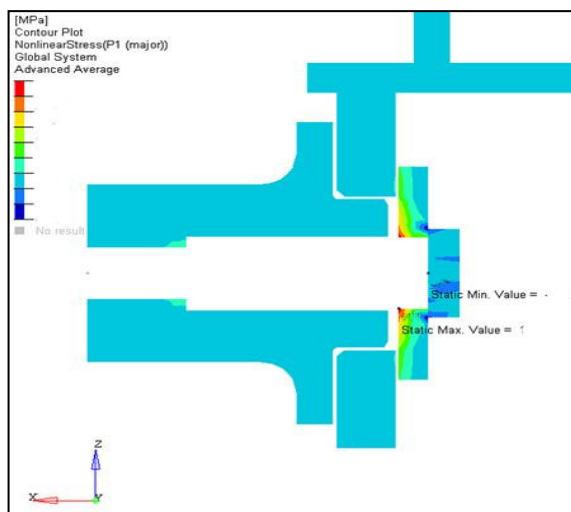 [MPa]
Contour Plot
NonlinearStress(P1 (major))
Global System
Advanced Average
No result
Static Min. Value = -
Static Max. Value = 1
Z
X
Y